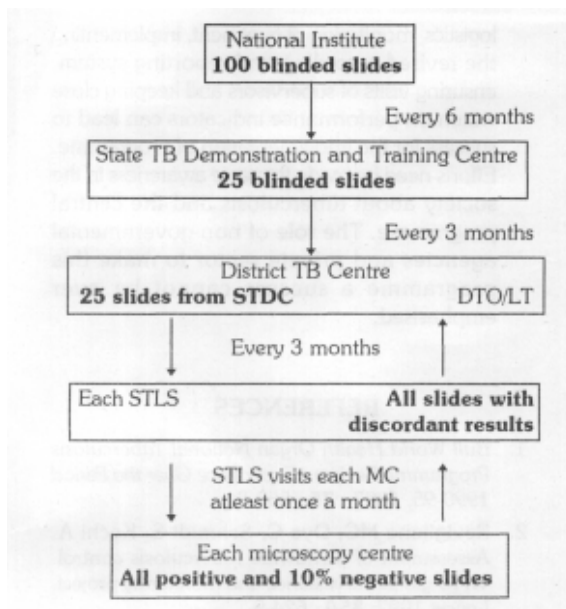 National Institute
100 blinded slides
Every 6 months
State TB Demonstration and Training Centre
25 blinded slides
Every 3 months
District TB Centre
25 slides from STDC DTO/LT
Every 3 months
Each STLS
All slides with
discordant results
STLS visits each MC
atleast once a month
Each microscopy centre
All positive and 10% negative slides